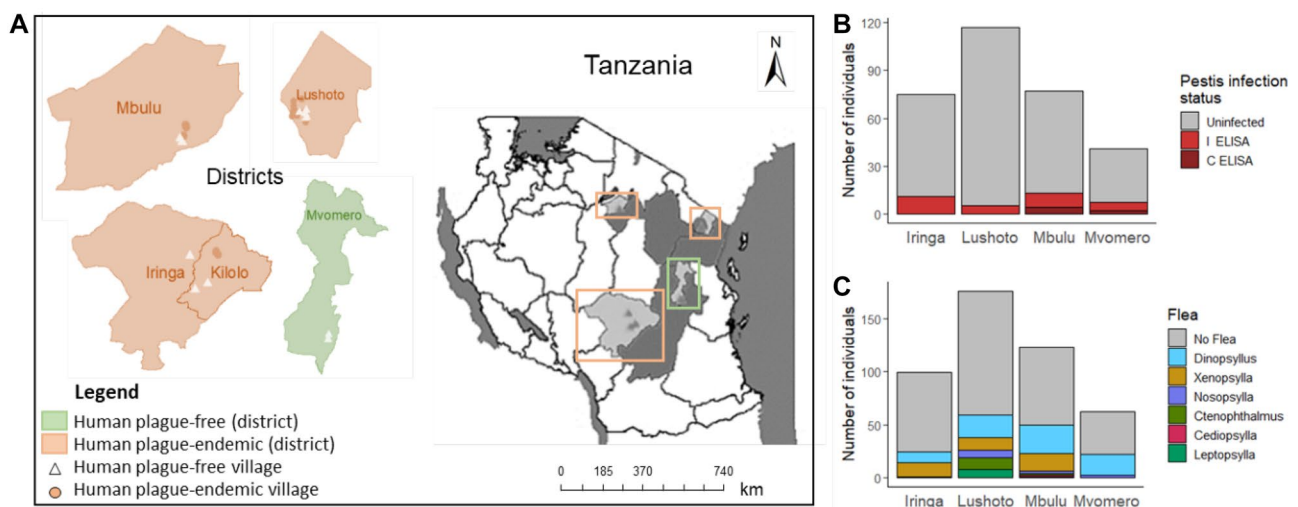 A
Mbulu
Lushoto
Districts
Mvomero
Iringa
Kilolo
Legend
Human plague-free (district)
Human plague-endemic (district)
Human plague-free village
Human plague-endemic village
Tanzania
N
0 185 370 740
km
B
Number of individuals
120
90
60
30
0
Iringa Lushoto Mbulu Mvomero
Pestis infection
status
Uninfected
I ELISA
C ELISA
C
Number of individuals
150
100
50
0
Iringa Lushoto Mbulu Mvomero
Flea
No Flea
Dinopsyllus
Xenopsylla
Nosopsylla
Ctenophthalmus
Cediopsylla
Leptopsylla